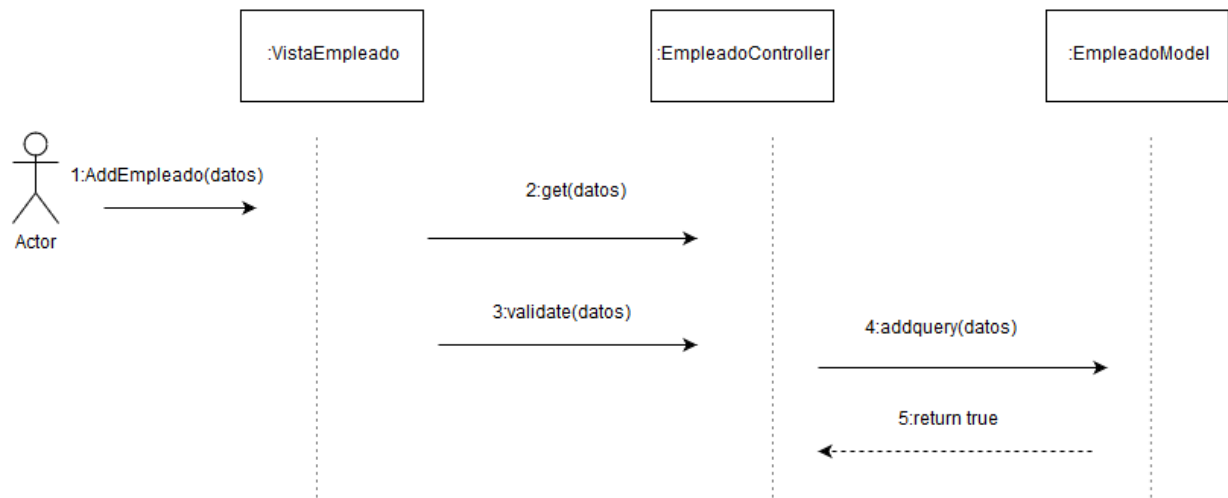 :VistaEmpleado
:EmpleadoController
:EmpleadoModel
1:AddEmpleado(datos)
2:get(datos)
Actor
3:validate(datos)
4:addquery(datos)
5:return true